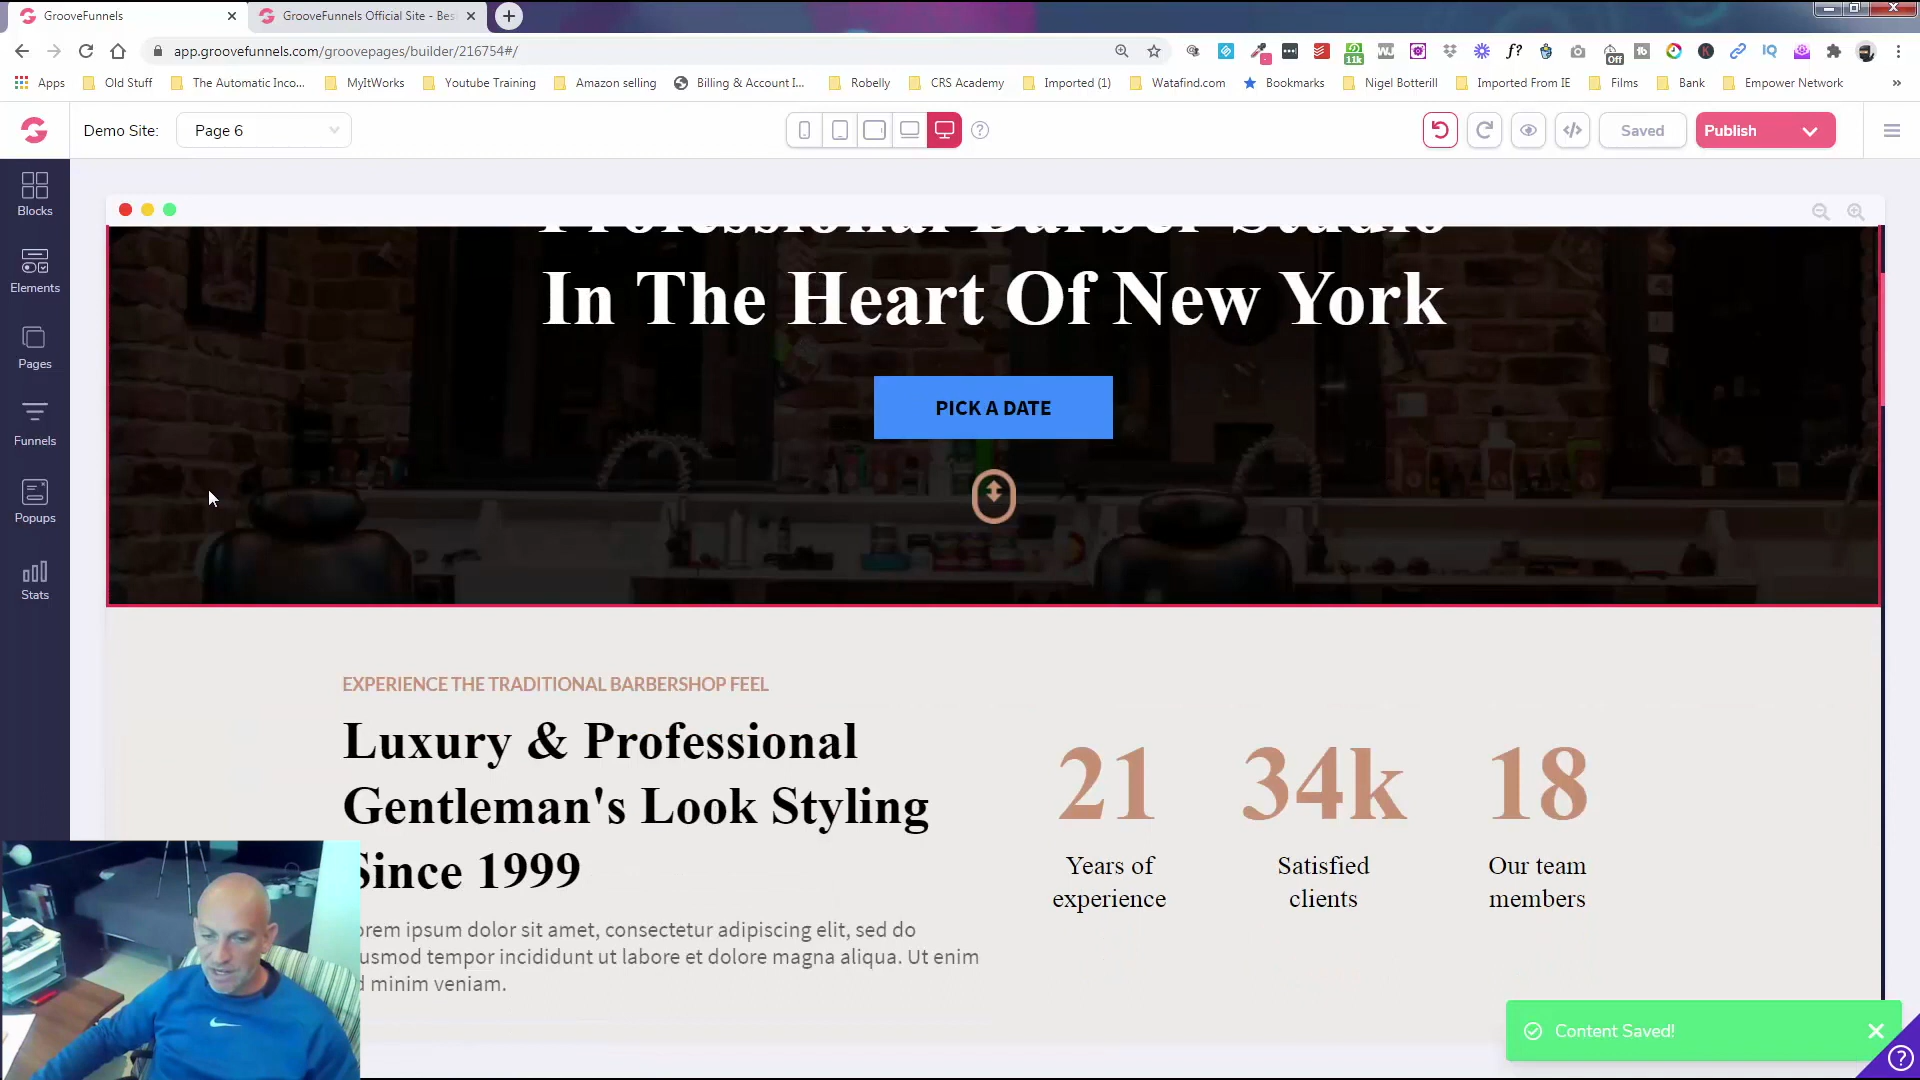 GrooveFunnels
GrooveFunnels Official Site - Bes
app.groovefunnels.com/groovepages/builder/216754#/
11k
Off
Apps
Old Stuff
The Automatic Inco...
MyItWorks
Youtube Training
Amazon selling
Billing & Account I...
Robelly
CRS Academy
Imported (1)
Watafind.com
Bookmarks
Nigel Botterill
Imported From IE
Films
Bank
Empower Network
Demo Site:
Page 6
Saved
Publish
Blocks
Elements
Pages
Funnels
Popups
Stats
Professional Barber Studio
In The Heart Of New York
PICK A DATE
EXPERIENCE THE TRADITIONAL BARBERSHOP FEEL
Luxury & Professional
Gentleman's Look Styling
Since 1999
orem ipsum dolor sit amet, consectetur adipiscing elit, sed do
usmod tempor incididunt ut labore et dolore magna aliqua. Ut enim
d minim veniam.
21
Years of
experience
34k
Satisfied
clients
18
Our team
members
Content Saved!